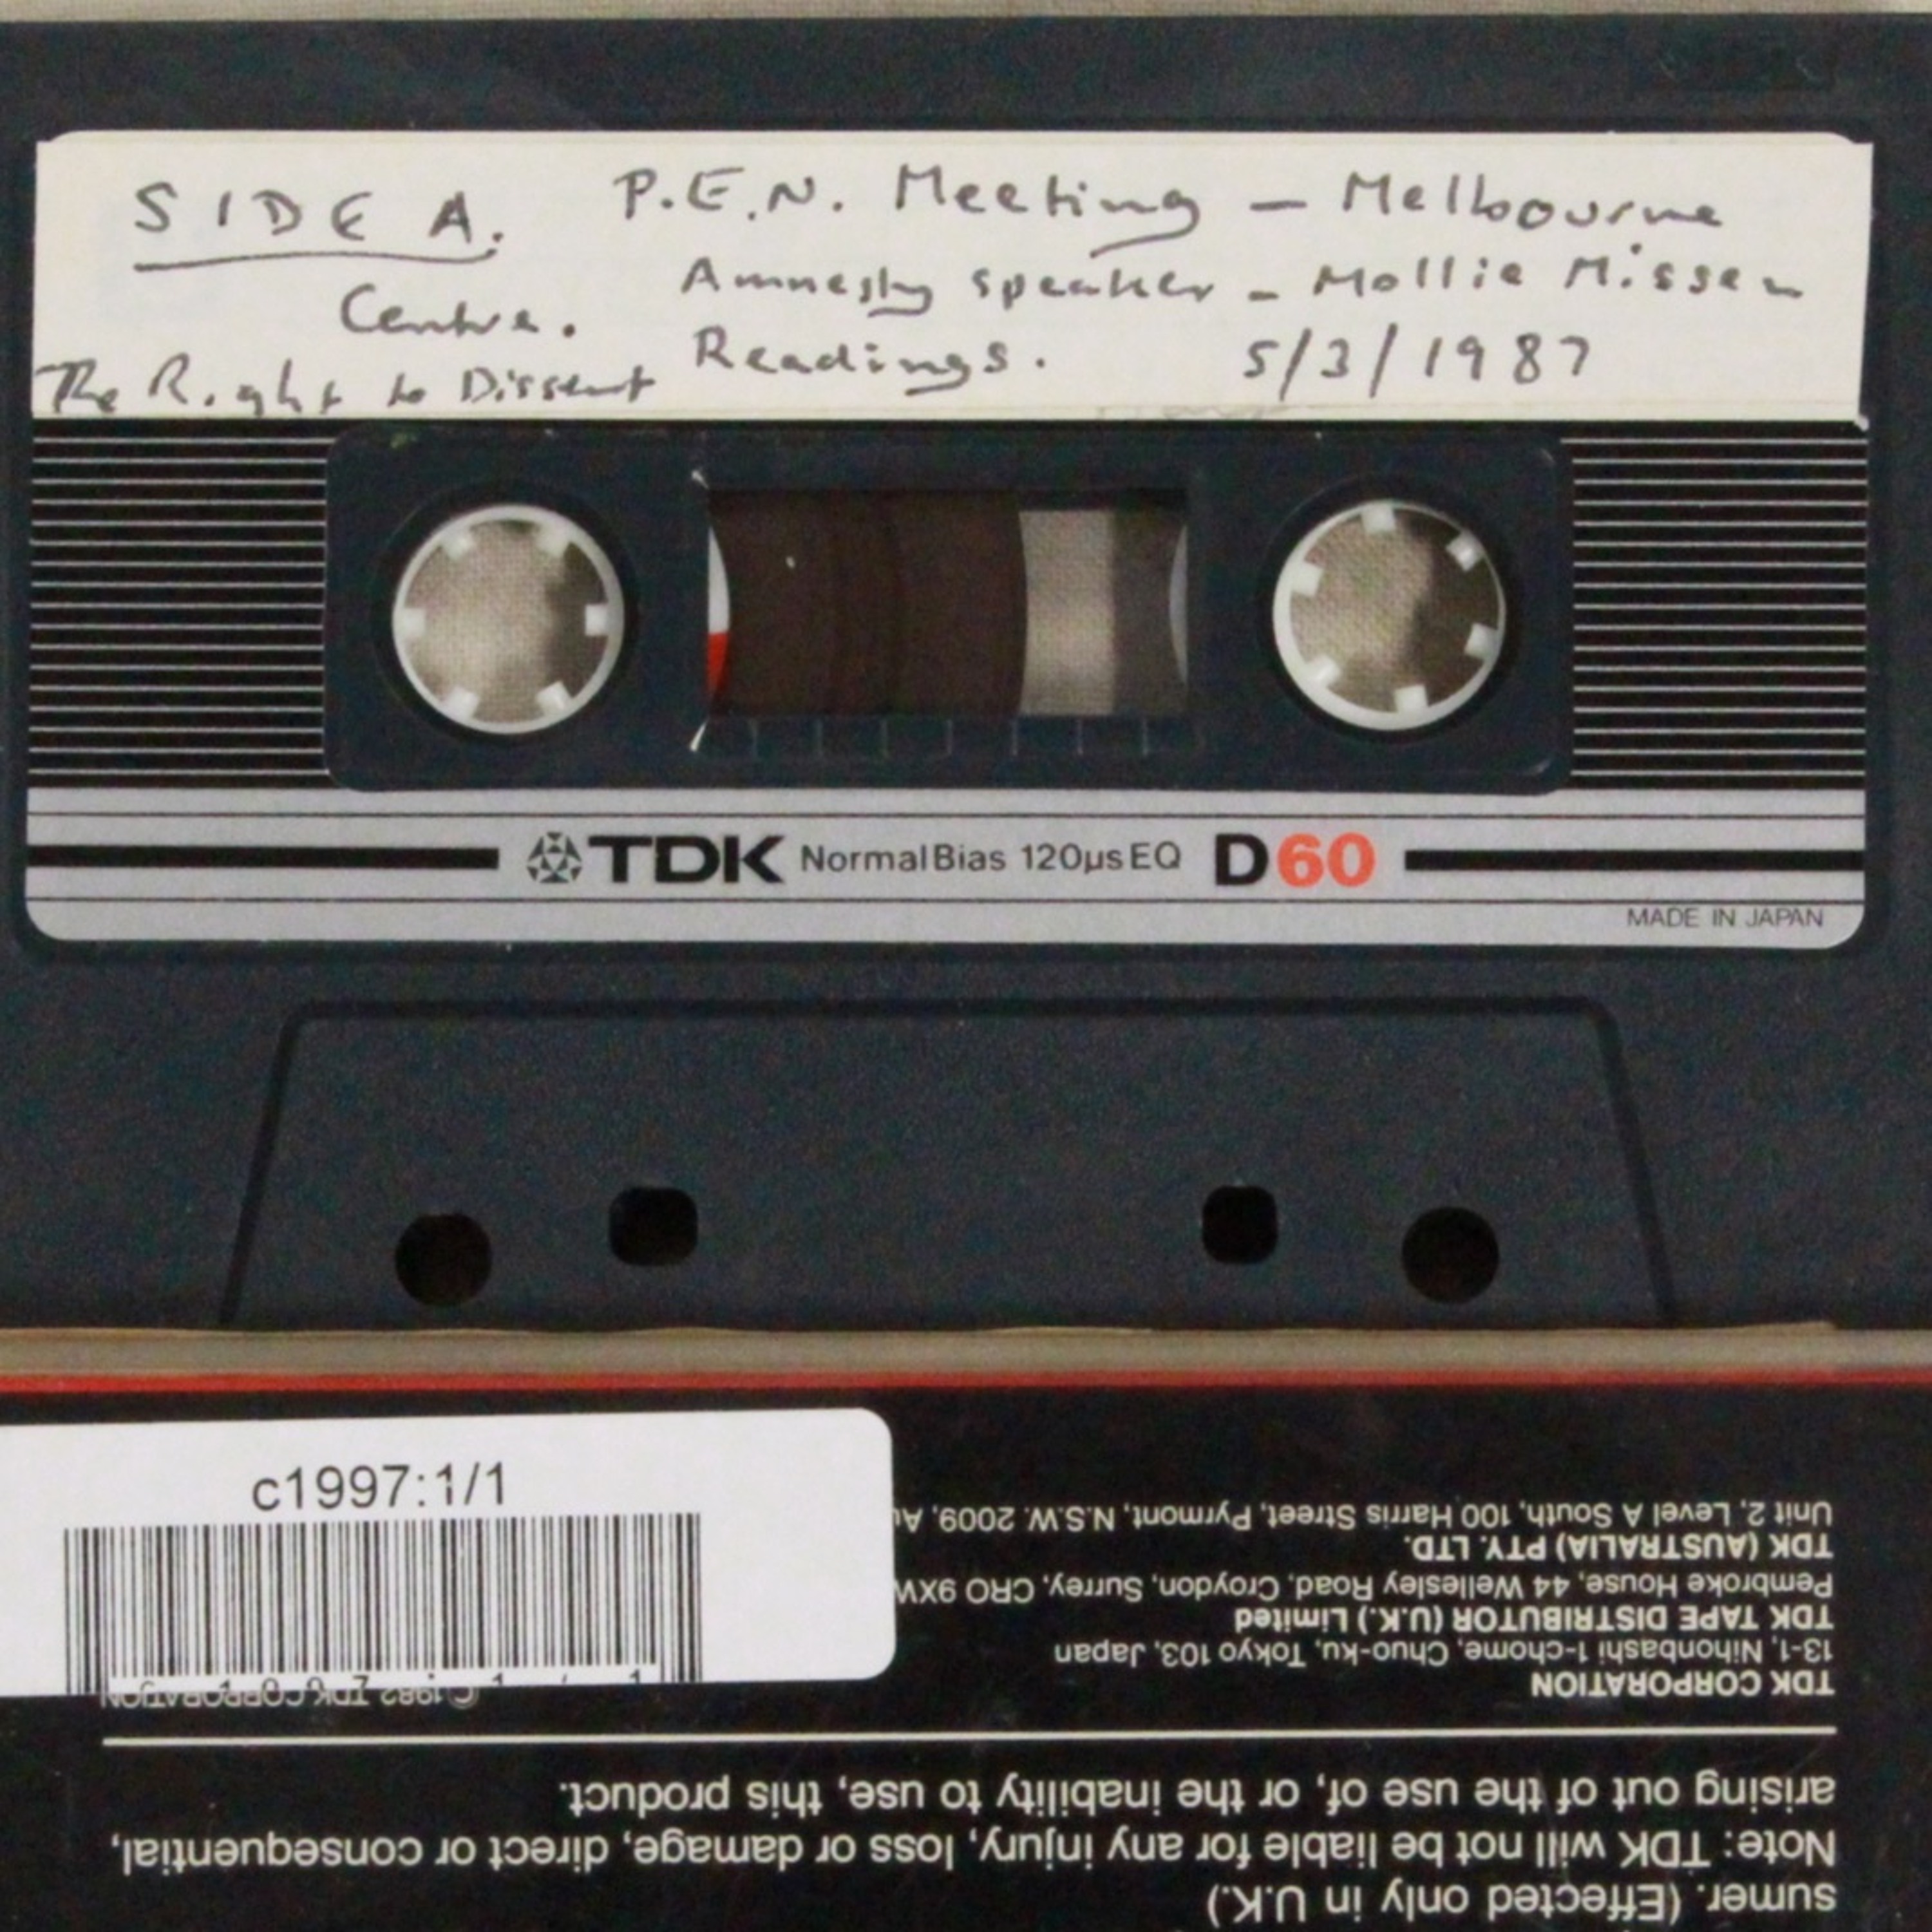 SIDE A. P.E.N. Meeting – Melbourne
Centre. Amnesty Speaker – Mollie Missen
The Right to Dissent Readings. 5/3/1987
TDK Normal Bias 120µs EQ D60
MADE IN JAPAN
c1997:1/1
sumer. (Effected only in U.K.)
Note: TDK will not be liable for any injury, loss or damage, direct or consequential,
arising out of the use of, or the inability to use, this product.
© 1982 TDK CORPORATION
TDK CORPORATION
13-1, Nihonbashi 1-chome, Chuo-ku, Tokyo 103, Japan
TDK TAPE DISTRIBUTOR (U.K.) Limited
Pembroke House, 44 Wellesley Road, Croydon, Surrey, CRO 9XW
TDK (AUSTRALIA) PTY. LTD.
Unit 2, Level A South, 100 Harris Street, Pyrmont, N.S.W. 2009,